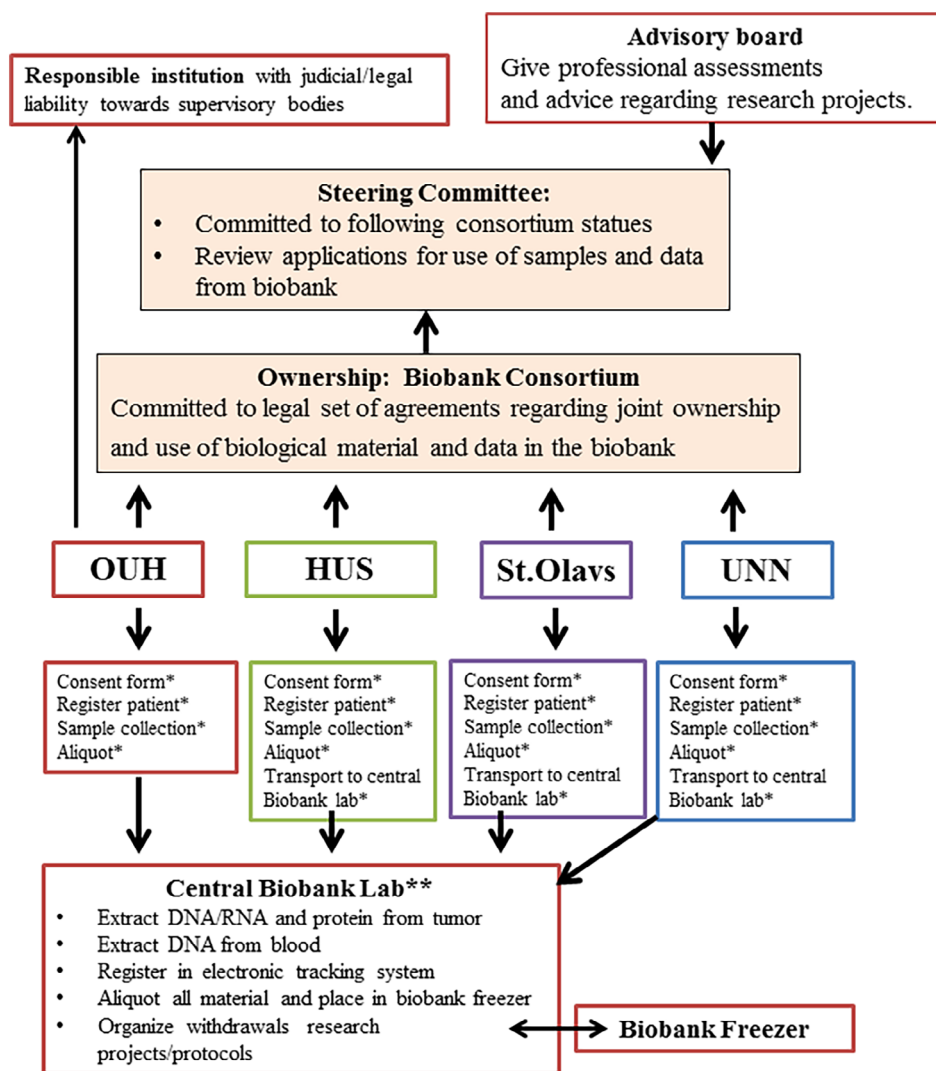 Responsible institution with judicial/legal
liability towards supervisory bodies
Advisory board
Give professional assessments
and advice regarding research projects.
Steering Committee:
• Committed to following consortium statues
• Review applications for use of samples and data
from biobank
Ownership: Biobank Consortium
Committed to legal set of agreements regarding joint ownership
and use of biological material and data in the biobank
OUH
HUS
St.Olavs
UNN
Consent form*
Register patient*
Sample collection*
Aliquot*
Consent form*
Register patient*
Sample collection*
Aliquot*
Transport to central
Biobank lab*
Consent form*
Register patient*
Sample collection*
Aliquot*
Transport to central
Biobank lab*
Consent form*
Register patient*
Sample collection*
Aliquot*
Transport to central
Biobank lab*
Central Biobank Lab**
• Extract DNA/RNA and protein from tumor
• Extract DNA from blood
• Register in electronic tracking system
• Aliquot all material and place in biobank freezer
• Organize withdrawals research
projects/protocols
Biobank Freezer